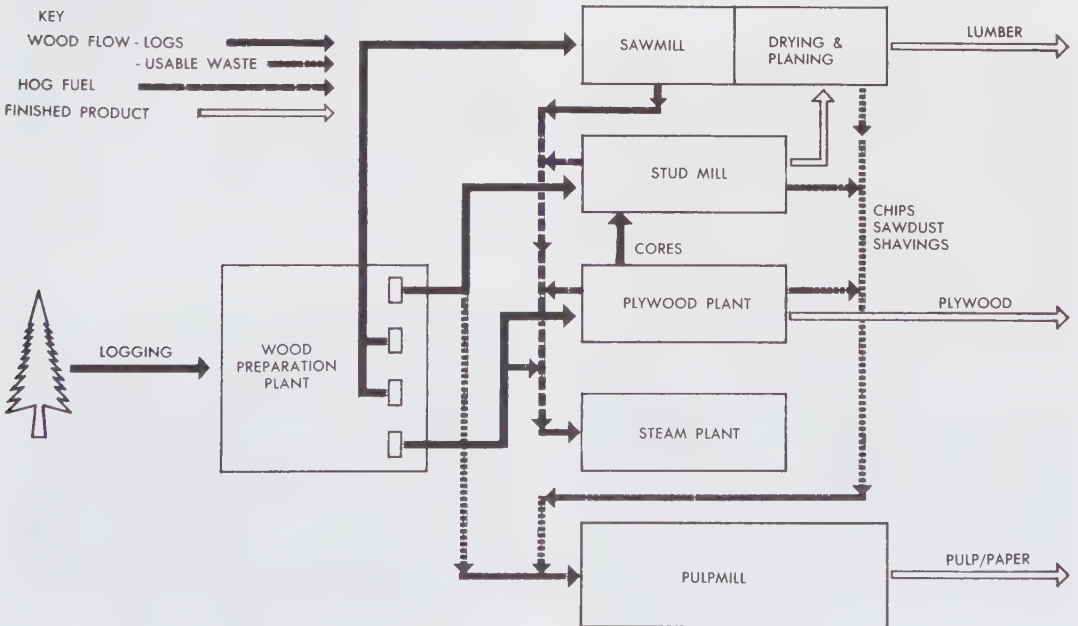 KEY
WOOD FLOW - LOGS
- USABLE WASTE
HOG FUEL
FINISHED PRODUCT
SAWMILL
DRYING &
PLANING
LUMBER
STUD MILL
CHIPS
SAWDUST
SHAVINGS
CORES
PLYWOOD PLANT
PLYWOOD
LOGGING
WOOD
PREPARATION
PLANT
STEAM PLANT
PULPMILL
PULP/PAPER